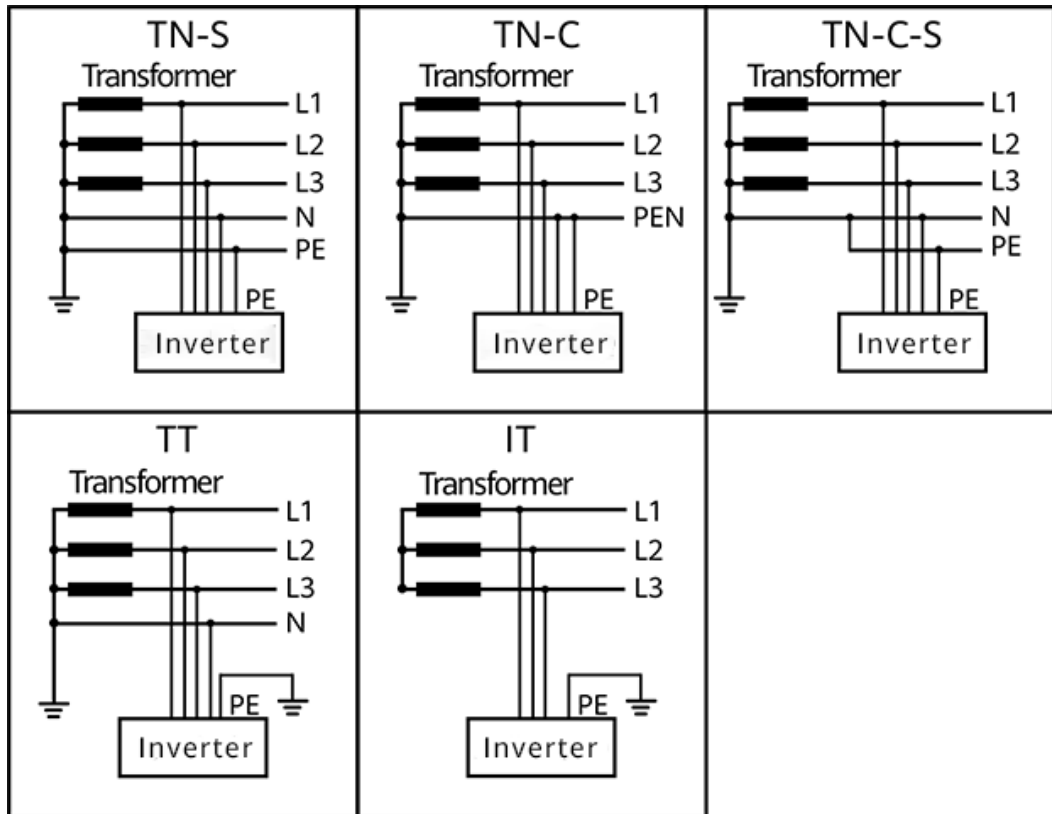 TN-S
Transformer
L1
L2
L3
N
PE
PE
Inverter
TN-C
Transformer
L1
L2
L3
PEN
PE
Inverter
TN-C-S
Transformer
L1
L2
L3
N
PE
PE
Inverter
TT
Transformer
L1
L2
L3
N
PE
Inverter
IT
Transformer
L1
L2
L3
PE
Inverter